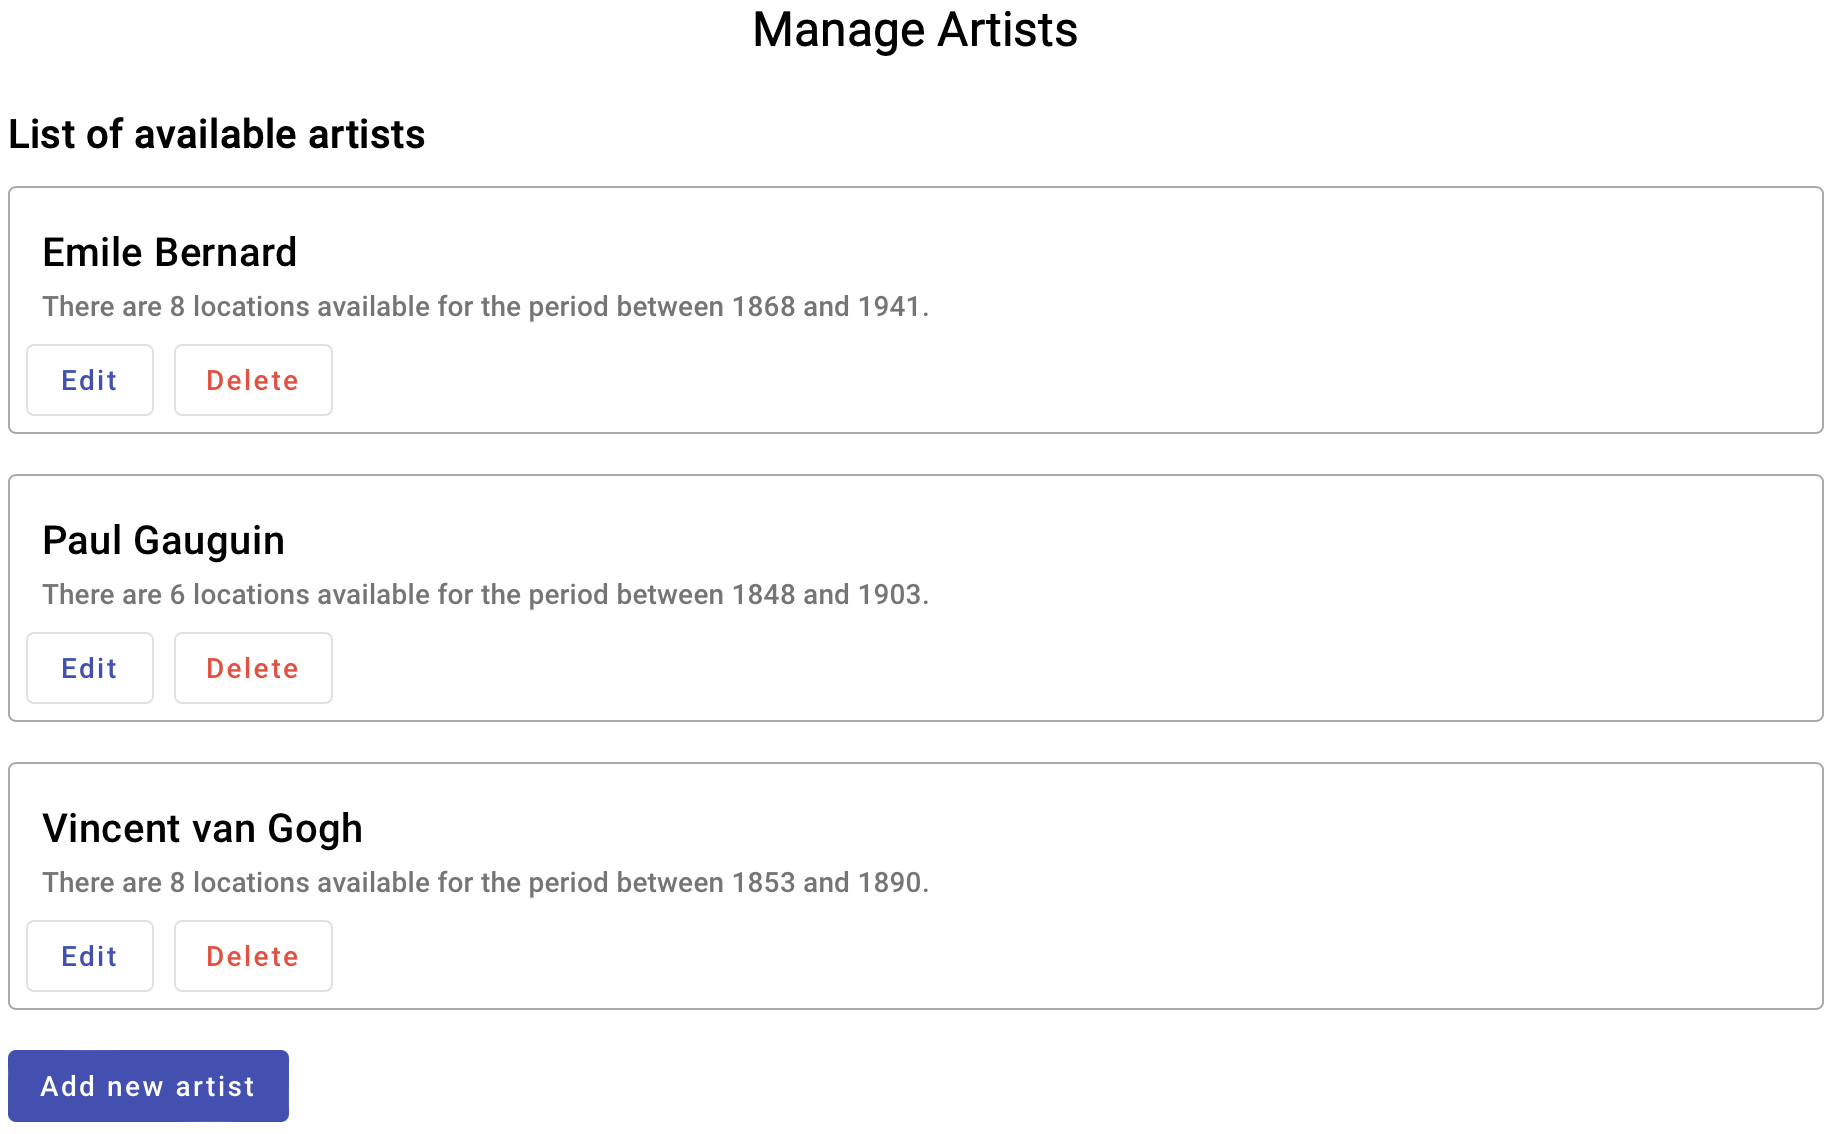 Manage Artists
List of available artists
Emile Bernard
There are 8 locations available for the period between 1868 and 1941.
Edit
Delete
Paul Gauguin
There are 6 locations available for the period between 1848 and 1903.
Edit
Delete
Vincent van Gogh
There are 8 locations available for the period between 1853 and 1890.
Edit
Delete
Add new artist